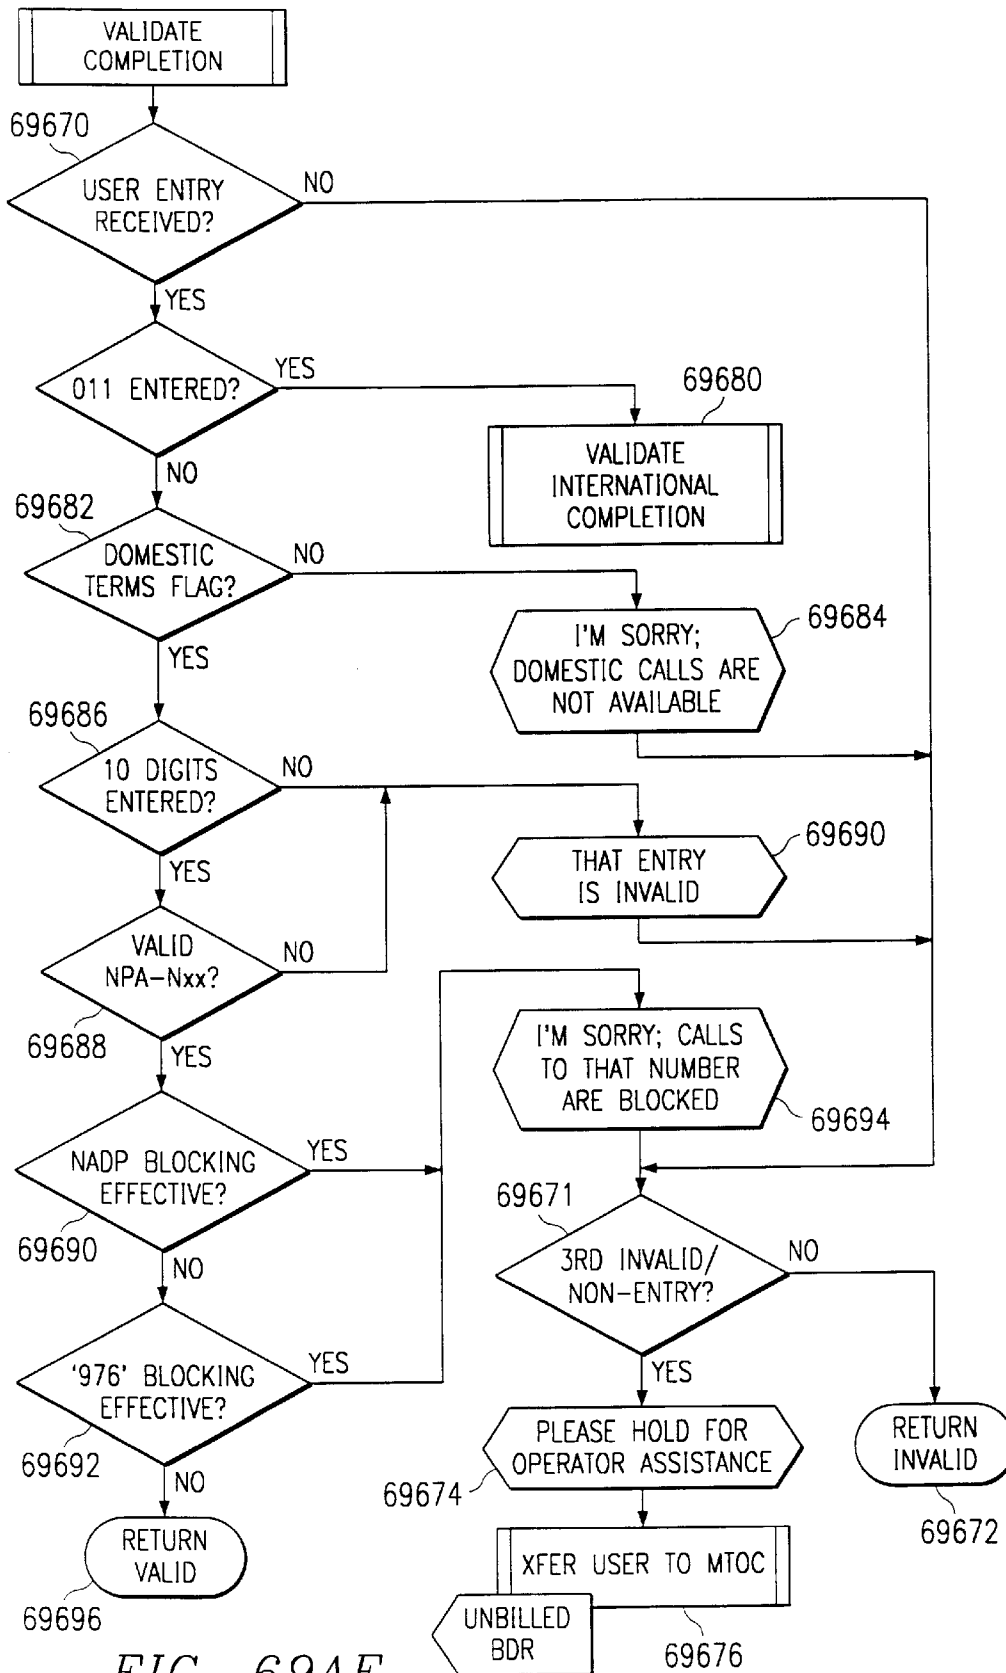 VALIDATE
COMPLETION
69670
USER ENTRY
RECEIVED?
NO
YES
011 ENTERED?
YES
NO
69680
VALIDATE
INTERNATIONAL
COMPLETION
69682
DOMESTIC
TERMS FLAG?
NO
YES
I'M SORRY;
DOMESTIC CALLS ARE
NOT AVAILABLE
69684
69686
10 DIGITS
ENTERED?
NO
YES
THAT ENTRY
IS INVALID
69690
VALID
NPA-Nxx?
NO
69688
YES
I'M SORRY; CALLS
TO THAT NUMBER
ARE BLOCKED
69694
NADP BLOCKING
EFFECTIVE?
YES
69690
NO
69671
3RD INVALID/
NON-ENTRY?
NO
YES
'976' BLOCKING
EFFECTIVE?
YES
69692
NO
PLEASE HOLD FOR
OPERATOR ASSISTANCE
69674
RETURN
INVALID
69672
RETURN
VALID
69696
XFER USER TO MTOC
UNBILLED
BDR
69676